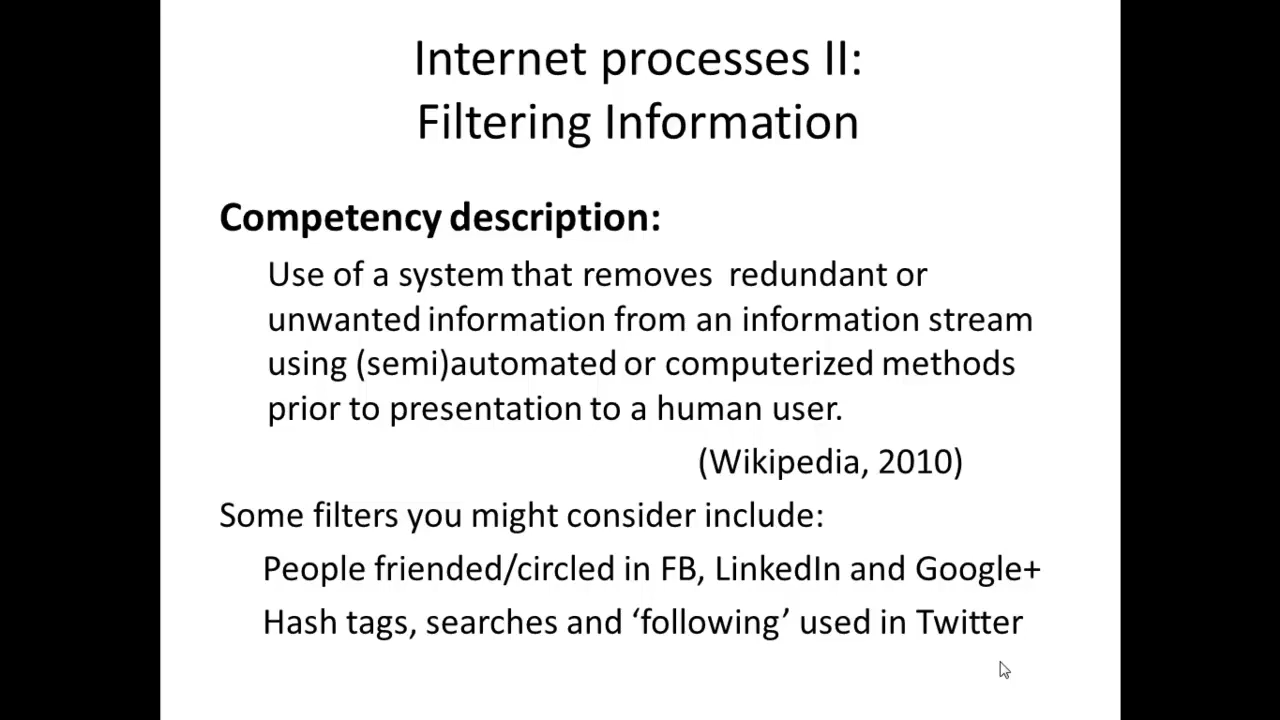 Internet processes II:
Filtering Information
Competency description:
Use of a system that removes redundant or
unwanted information from an information stream
using (semi)automated or computerized methods
prior to presentation to a human user.
(Wikipedia, 2010)
Some filters you might consider include:
People friended/circled in FB, LinkedIn and Google+
Hash tags, searches and ‘following’ used in Twitter